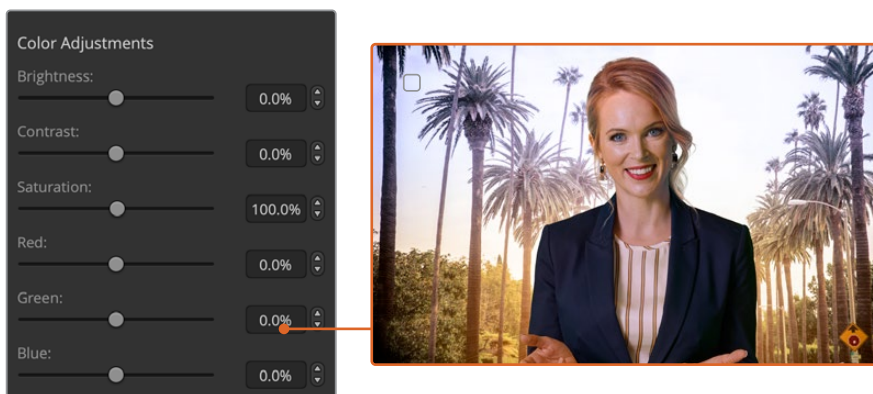 Color Adjustments
Brightness:
0.0%
Contrast:
0.0%
Saturation:
100.0%
Red:
0.0%
Green:
0.0%
Blue:
0.0%